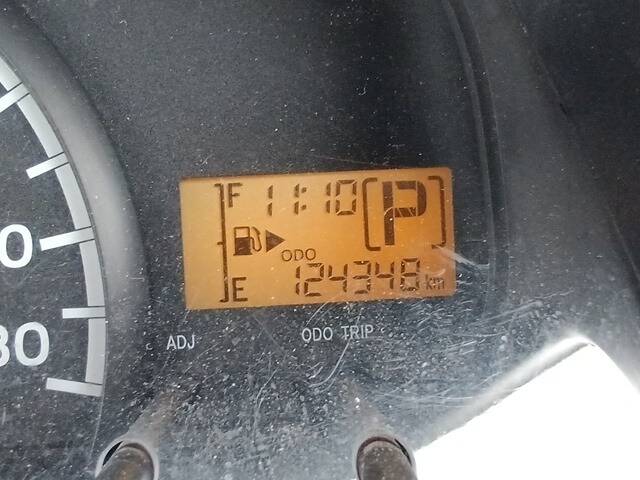 F 11:10 P
ODO
E 124348 km
ADJ ODO TRIP
0
80